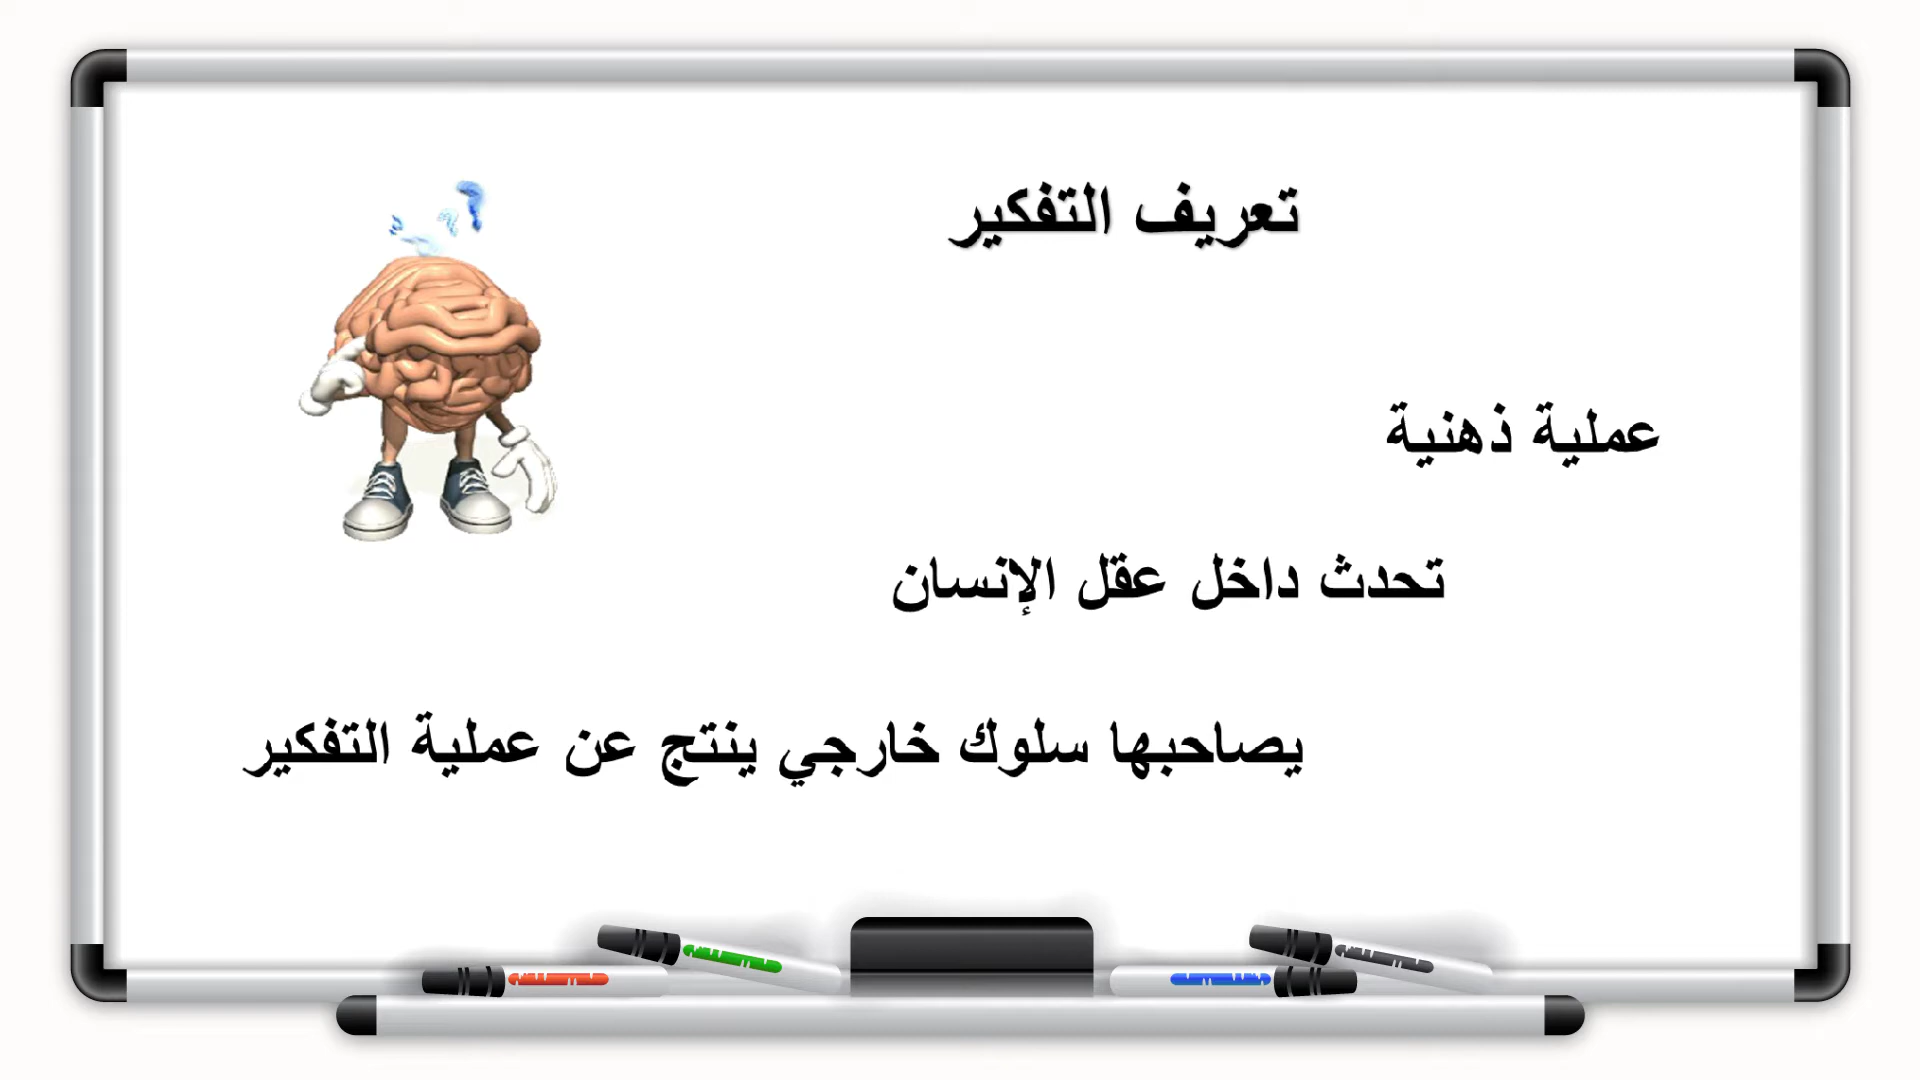 تعريف التفكير
عملية ذهنية
تحدث داخل عقل الإنسان
يصاحبها سلوك خارجي ينتج عن عملية التفكير